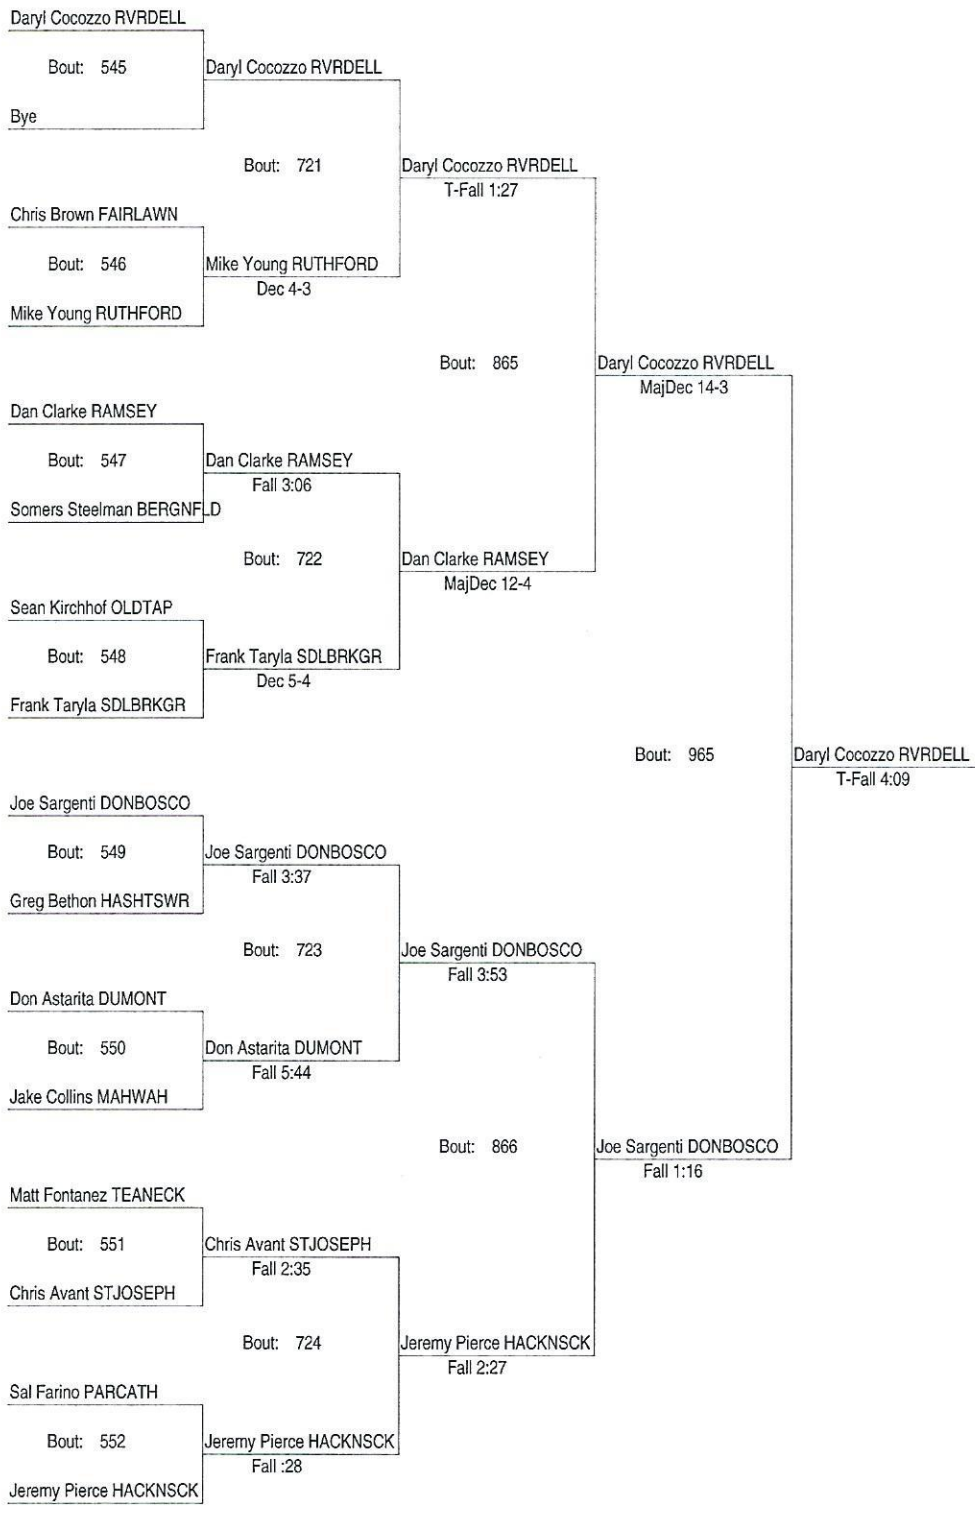 Daryl Cocozzo RVRDELL
Bout: 545
Daryl Cocozzo RVRDELL
Bye
Bout: 721
Daryl Cocozzo RVRDELL
T-Fall 1:27
Chris Brown FAIRLAWN
Bout: 546
Mike Young RUTHFORD
Dec 4-3
Mike Young RUTHFORD
Bout: 865
Daryl Cocozzo RVRDELL
MajDec 14-3
Dan Clarke RAMSEY
Bout: 547
Dan Clarke RAMSEY
Fall 3:06
Somers Steelman BERGNFLD
Bout: 722
Dan Clarke RAMSEY
MajDec 12-4
Sean Kirchhof OLDTAP
Bout: 548
Frank Taryla SDLBRKGR
Dec 5-4
Frank Taryla SDLBRKGR
Bout: 965
Daryl Cocozzo RVRDELL
T-Fall 4:09
Joe Sargenti DONBOSCO
Bout: 549
Joe Sargenti DONBOSCO
Fall 3:37
Greg Bethon HASHTSWR
Bout: 723
Joe Sargenti DONBOSCO
Fall 3:53
Don Astarita DUMONT
Bout: 550
Don Astarita DUMONT
Fall 5:44
Jake Collins MAHWAH
Bout: 866
Joe Sargenti DONBOSCO
Fall 1:16
Matt Fontanez TEANECK
Bout: 551
Chris Avant STJOSEPH
Fall 2:35
Chris Avant STJOSEPH
Bout: 724
Jeremy Pierce HACKNSCK
Fall 2:27
Sal Farino PARCATH
Bout: 552
Jeremy Pierce HACKNSCK
Fall :28
Jeremy Pierce HACKNSCK